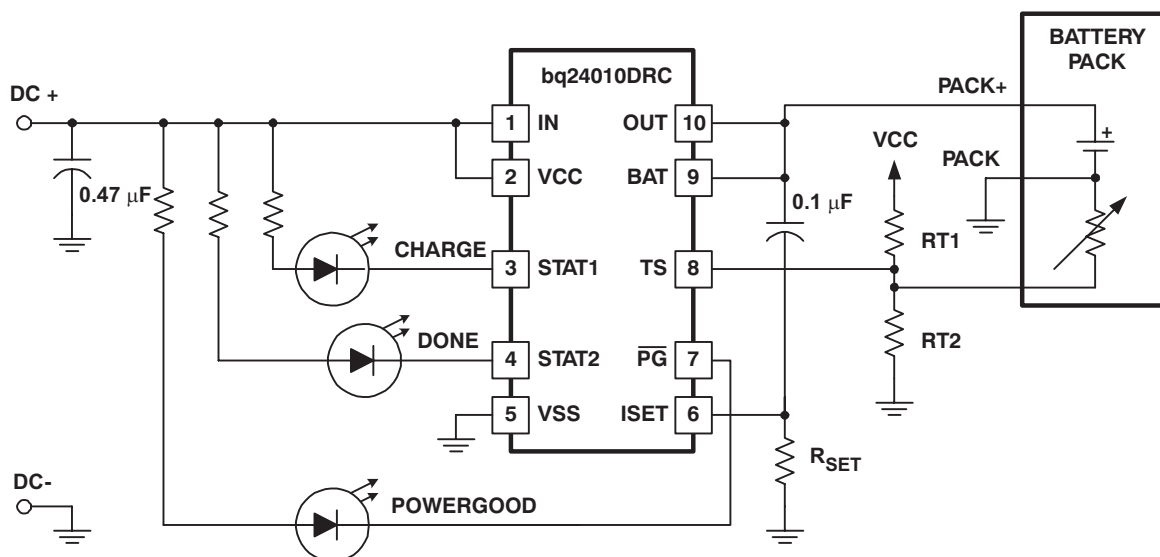 bq24010DRC
BATTERY
PACK
DC +
PACK+
1 IN
OUT 10
VCC
PACK
+
2 VCC
BAT 9
0.47 μF
0.1 μF
RT1
CHARGE
3 STAT1
TS 8
DONE
RT2
4 STAT2
PG 7
5 VSS
ISET 6
RSET
DC-
POWERGOOD